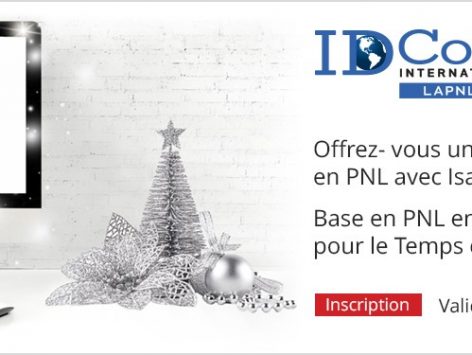 ID Co
INTERNAT
LAPNL
Offrez- vous un
en PNL avec Isa
Base en PNL en
pour le Temps
Inscription Vali